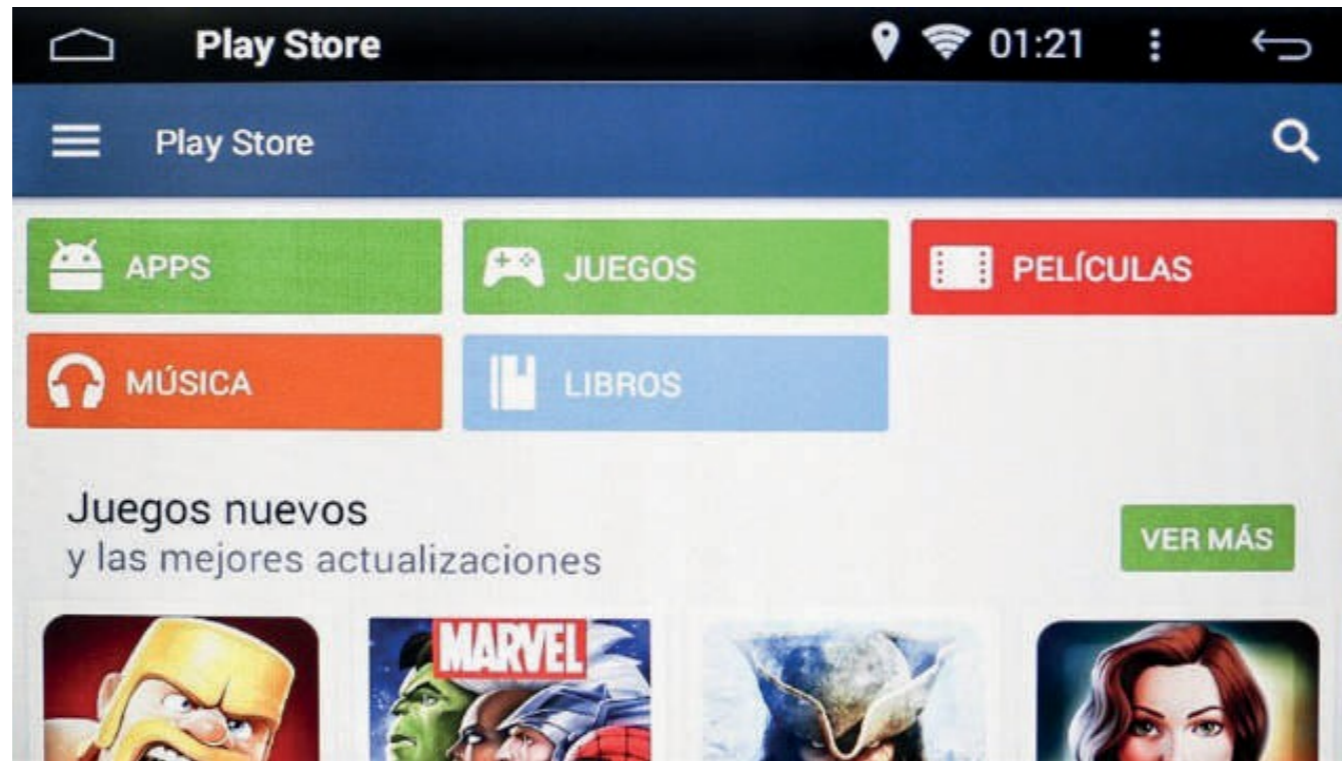 Play Store
01:21
Play Store
APPS
JUEGOS
PELÍCULAS
MÚSICA
LIBROS
Juegos nuevos
y las mejores actualizaciones
VER MÁS
MARVEL